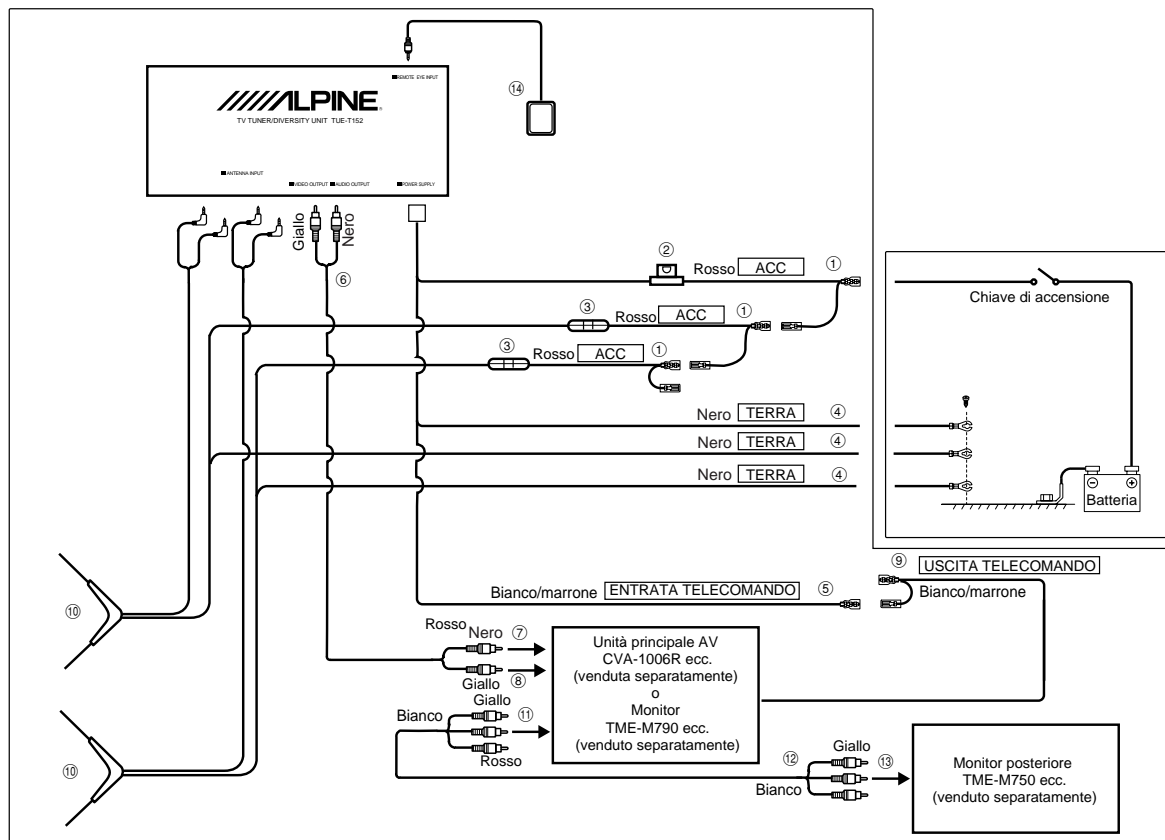 ⑭
■REMOTE EYE INPUT
ALPINE®
TV TUNER/DIVERSITY UNIT TUE-T152
■ANTENNA INPUT
■VIDEO OUTPUT ■AUDIO OUTPUT
■POWER SUPPLY
Giallo
Nero
⑥
②
Rosso ACC ①
③
Rosso ACC ①
③
Rosso ACC ①
Chiave di accensione
Nero TERRA ④
Nero TERRA ④
Nero TERRA ④
⊖ ⊕
Batteria
⑨ USCITA TELECOMANDO
Bianco/marrone
Bianco/marrone ENTRATA TELECOMANDO ⑤
⑩
⑩
Rosso
Nero ⑦
Giallo ⑧
Giallo
Bianco ⑪
Rosso
Unità principale AV
CVA-1006R ecc.
(venduta separatamente)
o
Monitor
TME-M790 ecc.
(venduto separatamente)
⑫
Giallo
⑬
Bianco
Monitor posteriore
TME-M750 ecc.
(venduto separatamente)